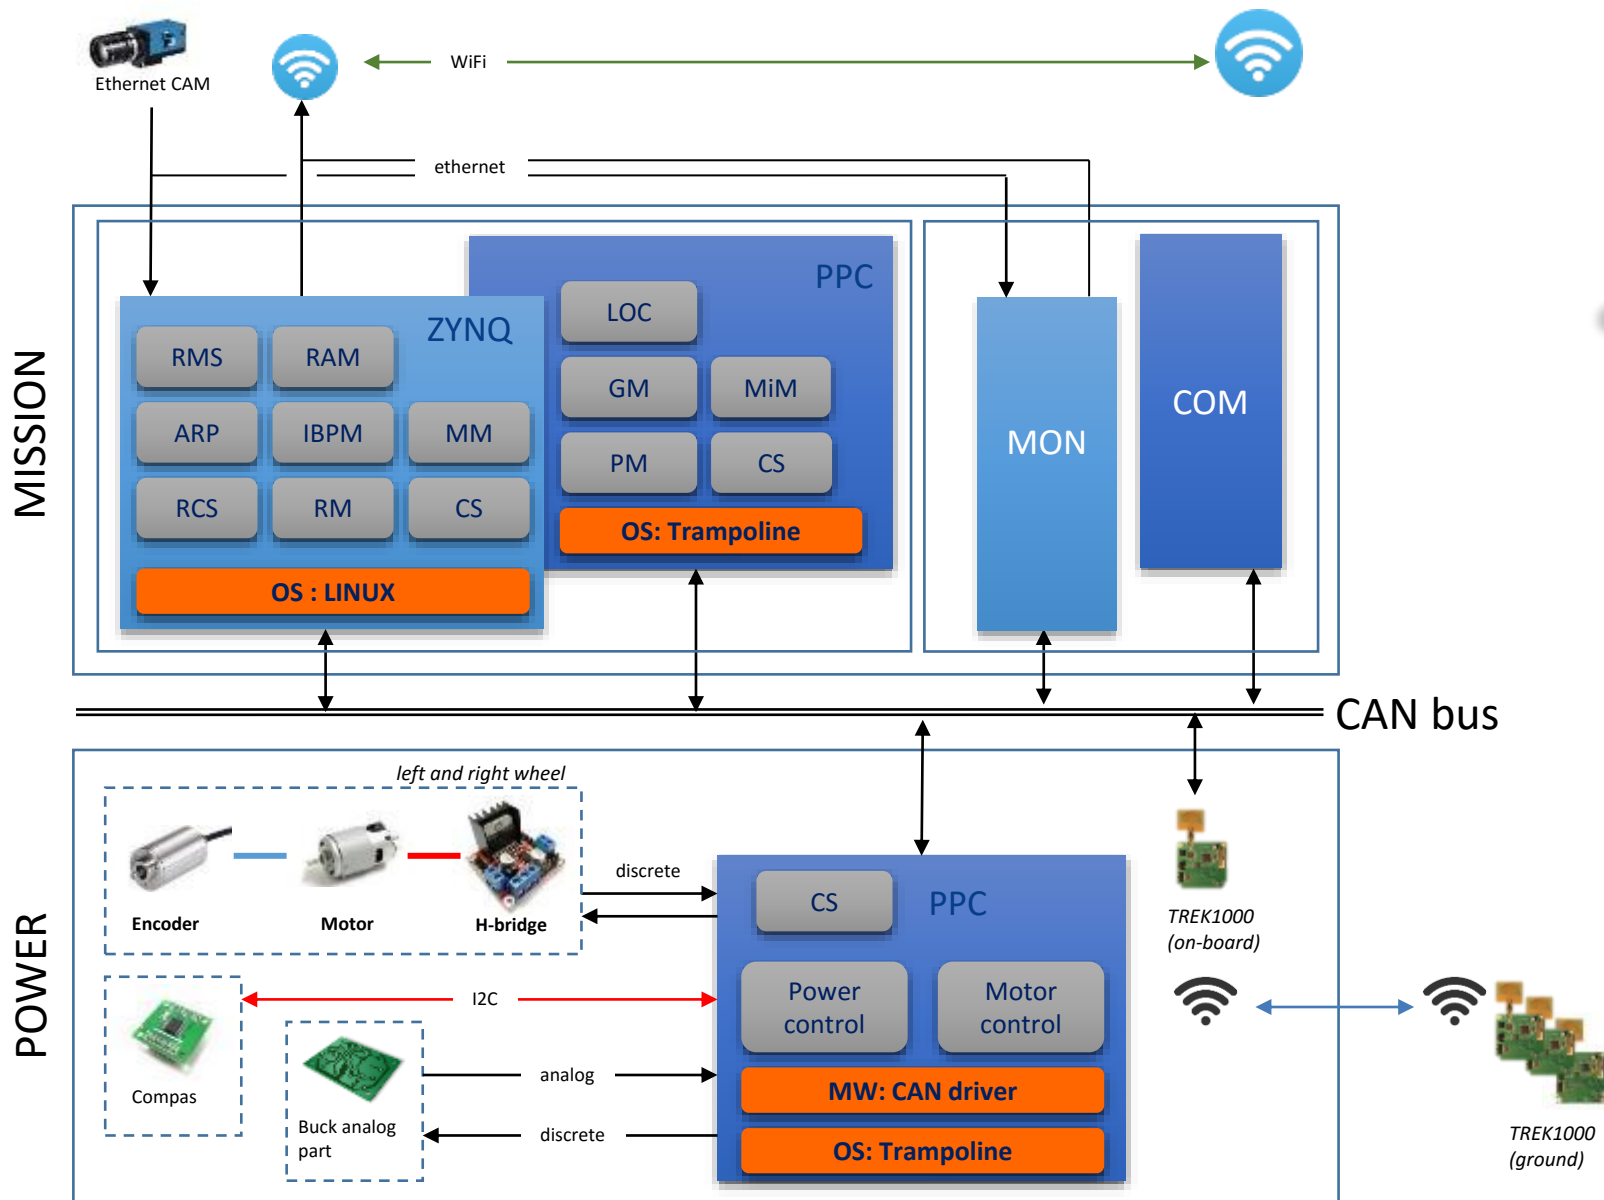 Ethernet CAM
WiFi
ethernet
MISSION
ZYNQ
RMS
RAM
ARP
IBPM
MM
RCS
RM
CS
OS : LINUX
PPC
LOC
GM
MiM
PM
CS
OS: Trampoline
MON
COM
CAN bus
POWER
left and right wheel
Encoder
Motor
H-bridge
discrete
I2C
Compas
Buck analog
part
analog
discrete
CS
PPC
Power
control
Motor
control
MW: CAN driver
OS: Trampoline
TREK1000
(on-board)
TREK1000
(ground)